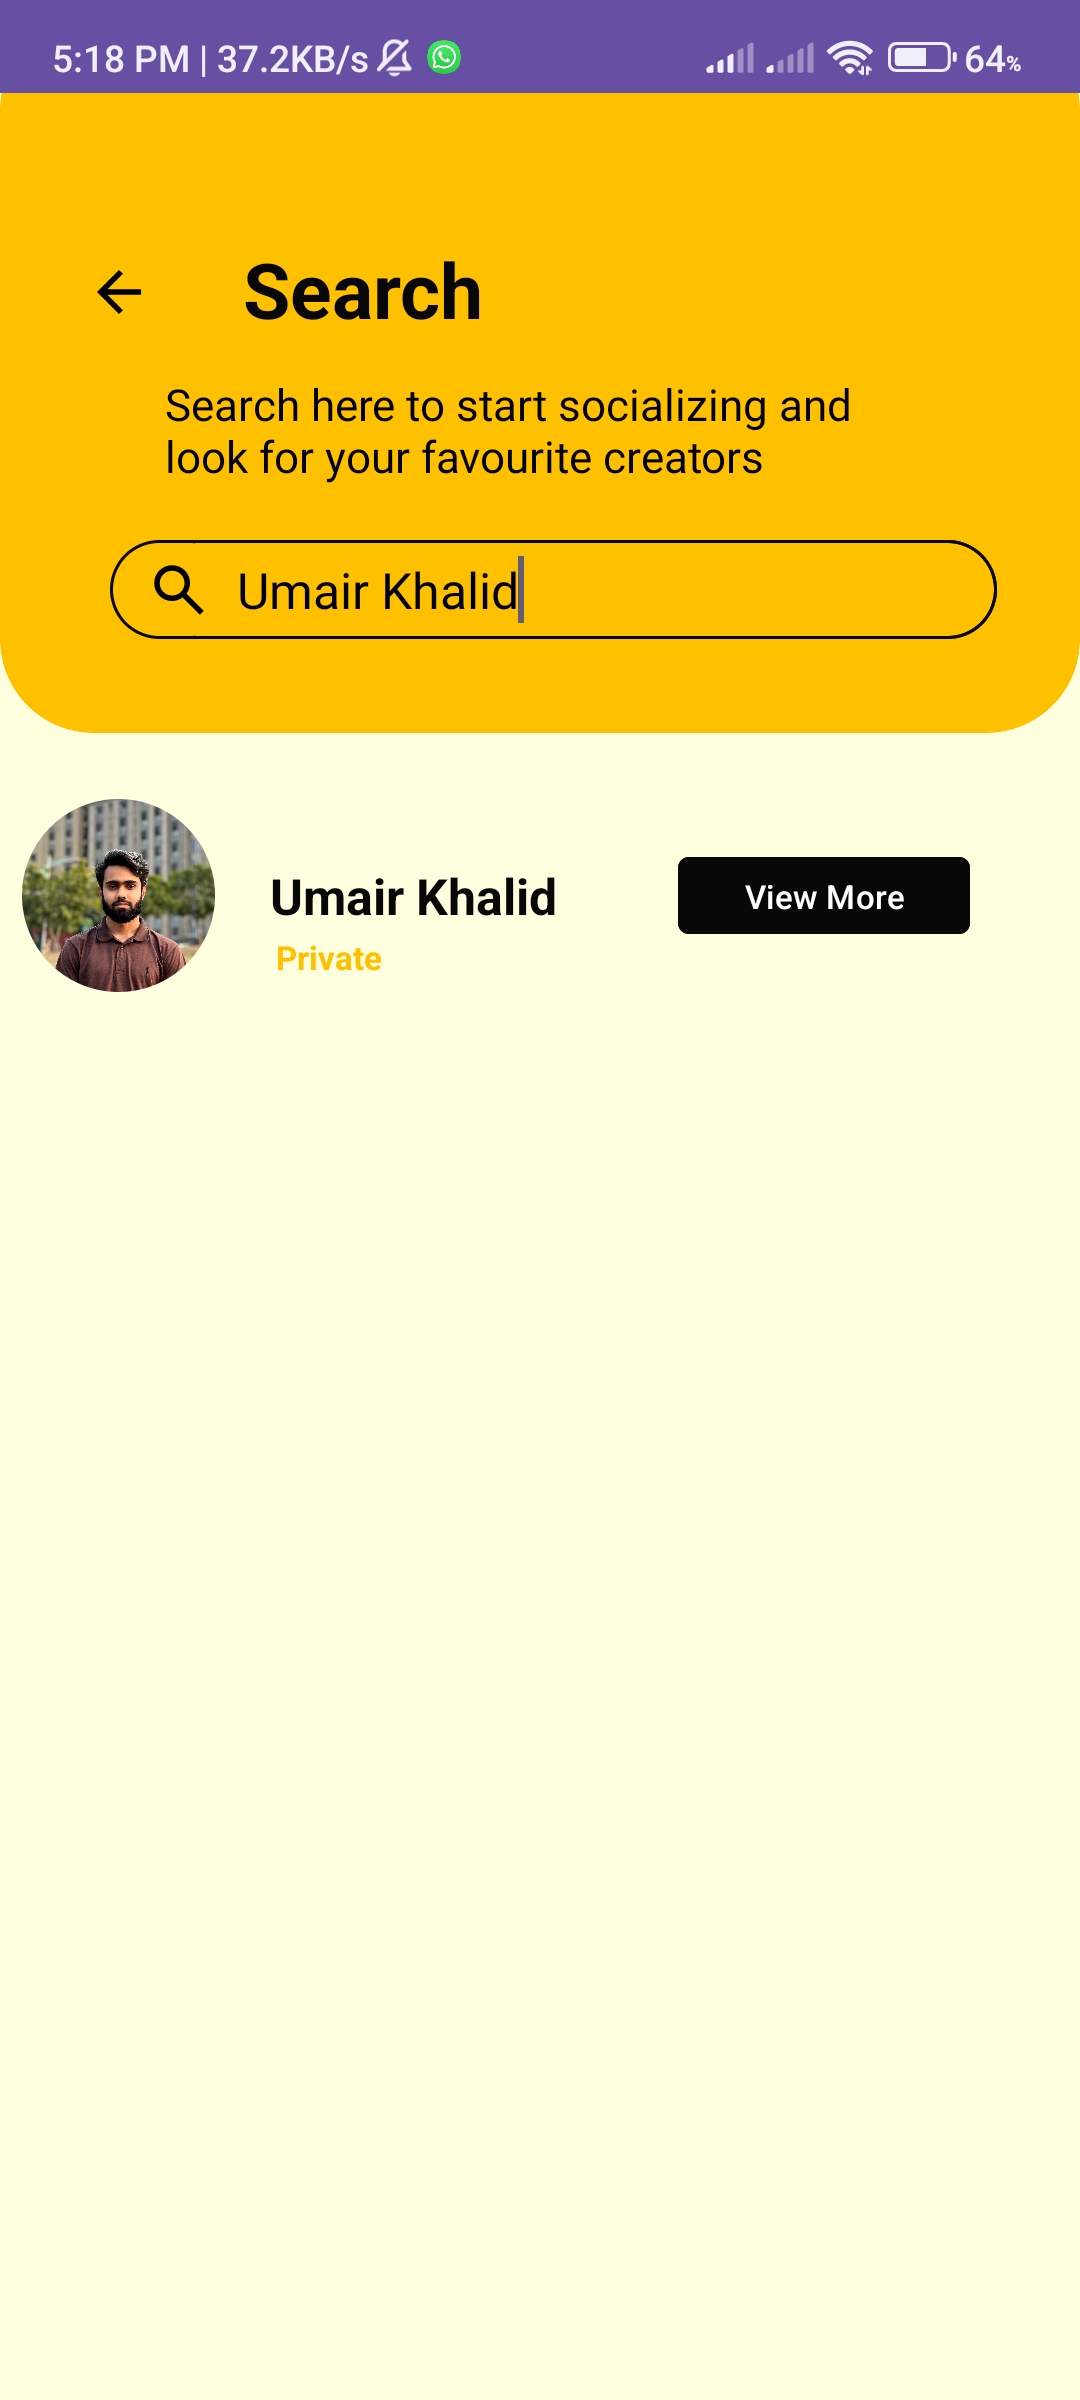 5:18 PM | 37.2KB/s 64%
Search
Search here to start socializing and
look for your favourite creators
Umair Khalid
Umair Khalid
View More
Private